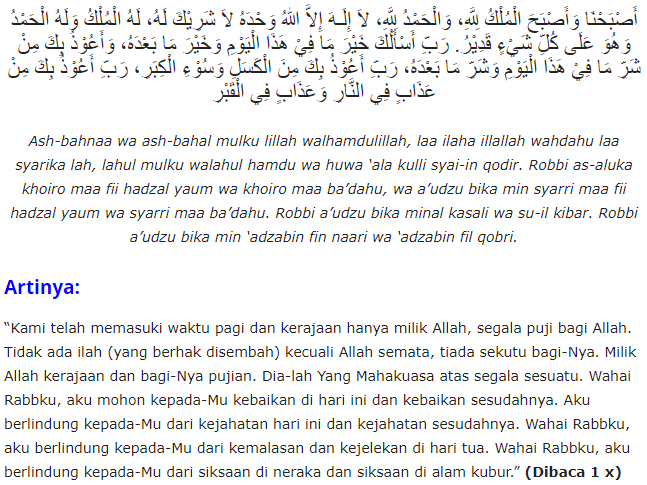 أَصْبَحْنَا وَأَصْبَحَ الْمُلْكُ لِلَّهِ، وَالْحَمْدُ لِلَّهِ، لاَ إِلَـهَ إِلاَّ اللهُ وَحْدَهُ لاَ شَرِيْكَ لَهُ، لَهُ الْمُلْكُ وَلَهُ الْحَمْدُ
وَهُوَ عَلَى كُلِّ شَيْءٍ قَدِيْرُ. رَبِّ أَسْأَلُكَ خَيْرَ مَا فِيْ هَذَا الْيَوْمِ وَخَيْرَ مَا بَعْدَهُ، وَأَعُوْذُ بِكَ مِنْ
شَرِّ مَا فِيْ هَذَا الْيَوْمِ وَشَرِّ مَا بَعْدَهُ، رَبِّ أَعُوْذُ بِكَ مِنَ الْكَسَلِ وَسُوْءِ الْكِبَرِ، رَبِّ أَعُوْذُ بِكَ مِنْ
عَذَابٍ فِي النَّارِ وَعَذَابٍ فِي الْقَبْرِ
Ash-bahnaa wa ash-bahal mulku lillah walhamdulillah, laa ilaha illallah wahdahu laa
syarika lah, lahul mulku walahul hamdu wa huwa ‘ala kulli syai-in qodir. Robbi as-aluka
khoiro maa fii hadzal yaum wa khoiro maa ba’dahu, wa a’udzu bika min syarri maa fii
hadzal yaum wa syarri maa ba’dahu. Robbi a’udzu bika minal kasali wa su-il kibar. Robbi
a’udzu bika min ‘adzabin fin naari wa ‘adzabin fil qobri.
Artinya:
“Kami telah memasuki waktu pagi dan kerajaan hanya milik Allah, segala puji bagi Allah.
Tidak ada ilah (yang berhak disembah) kecuali Allah semata, tiada sekutu bagi-Nya. Milik
Allah kerajaan dan bagi-Nya pujian. Dia-lah Yang Mahakuasa atas segala sesuatu. Wahai
Rabbku, aku mohon kepada-Mu kebaikan di hari ini dan kebaikan sesudahnya. Aku
berlindung kepada-Mu dari kejahatan hari ini dan kejahatan sesudahnya. Wahai Rabbku,
aku berlindung kepada-Mu dari kemalasan dan kejelekan di hari tua. Wahai Rabbku, aku
berlindung kepada-Mu dari siksaan di neraka dan siksaan di alam kubur.” (Dibaca 1 x)